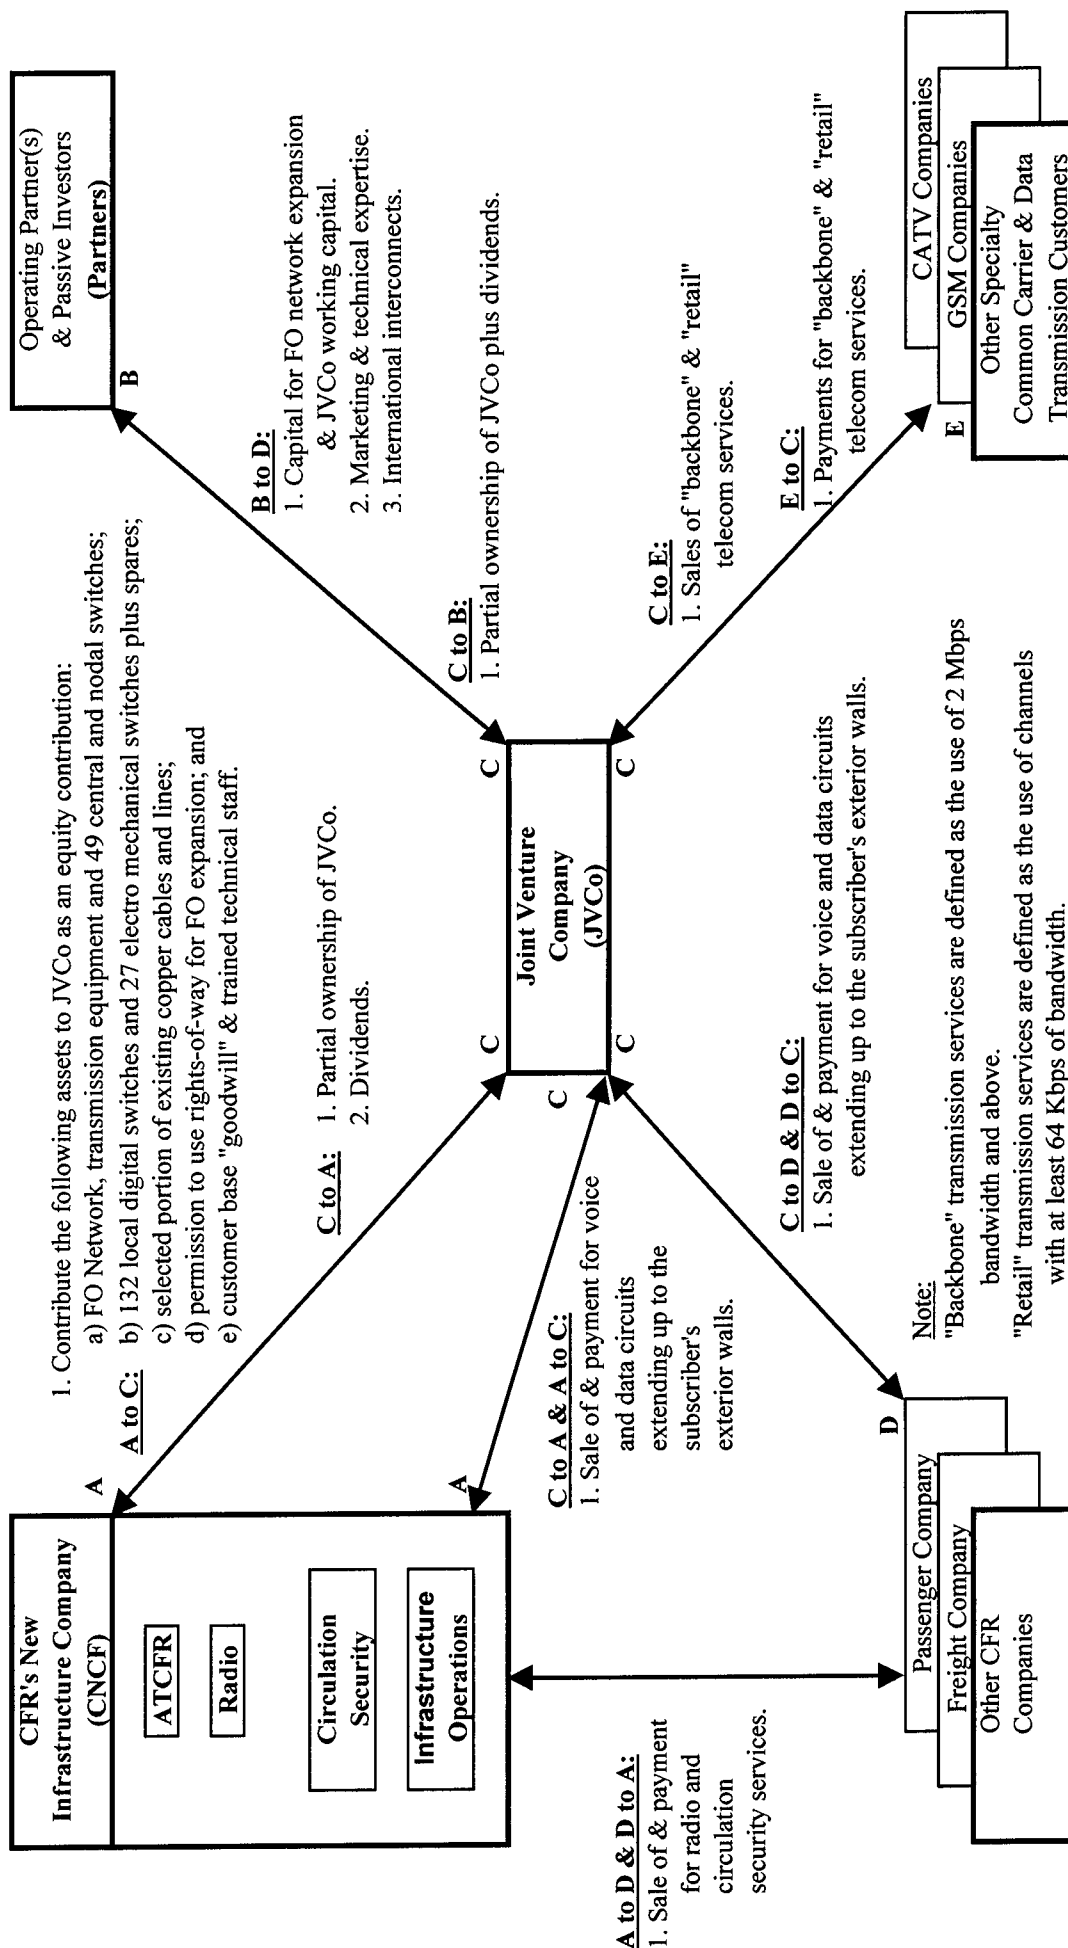 CFR's New
Infrastructure Company
(CNCF)
A
ATCFR
Radio
Circulation
Security
Infrastructure
Operations
A
1. Contribute the following assets to JVCo as an equity contribution:
a) FO Network, transmission equipment and 49 central and nodal switches;
A to C:
b) 132 local digital switches and 27 electro mechanical switches plus spares;
c) selected portion of existing copper cables and lines;
d) permission to use rights-of-way for FO expansion; and
e) customer base "goodwill" & trained technical staff.
Operating Partner(s)
& Passive Investors
(Partners)
B
B to D:
1. Capital for FO network expansion
& JVCo working capital.
2. Marketing & technical expertise.
3. International interconnects.
C to A:
1. Partial ownership of JVCo.
2. Dividends.
C to B:
1. Partial ownership of JVCo plus dividends.
C
C
Joint Venture
Company
(JVCo)
C
C
C
C to A & A to C:
1. Sale of & payment for voice
and data circuits
extending up to the
subscriber's
exterior walls.
C to E:
1. Sales of "backbone" & "retail"
telecom services.
A to D & D to A:
1. Sale of & payment
for radio and
circulation
security services.
C to D & D to C:
1. Sale of & payment for voice and data circuits
extending up to the subscriber's exterior walls.
E to C:
1. Payments for "backbone" & "retail"
telecom services.
D
Passenger Company
Freight Company
Other CFR
Companies
Note:
"Backbone" transmission services are defined as the use of 2 Mbps
bandwidth and above.
"Retail" transmission services are defined as the use of channels
with at least 64 Kbps of bandwidth.
CATV Companies
GSM Companies
E
Other Specialty
Common Carrier & Data
Transmission Customers